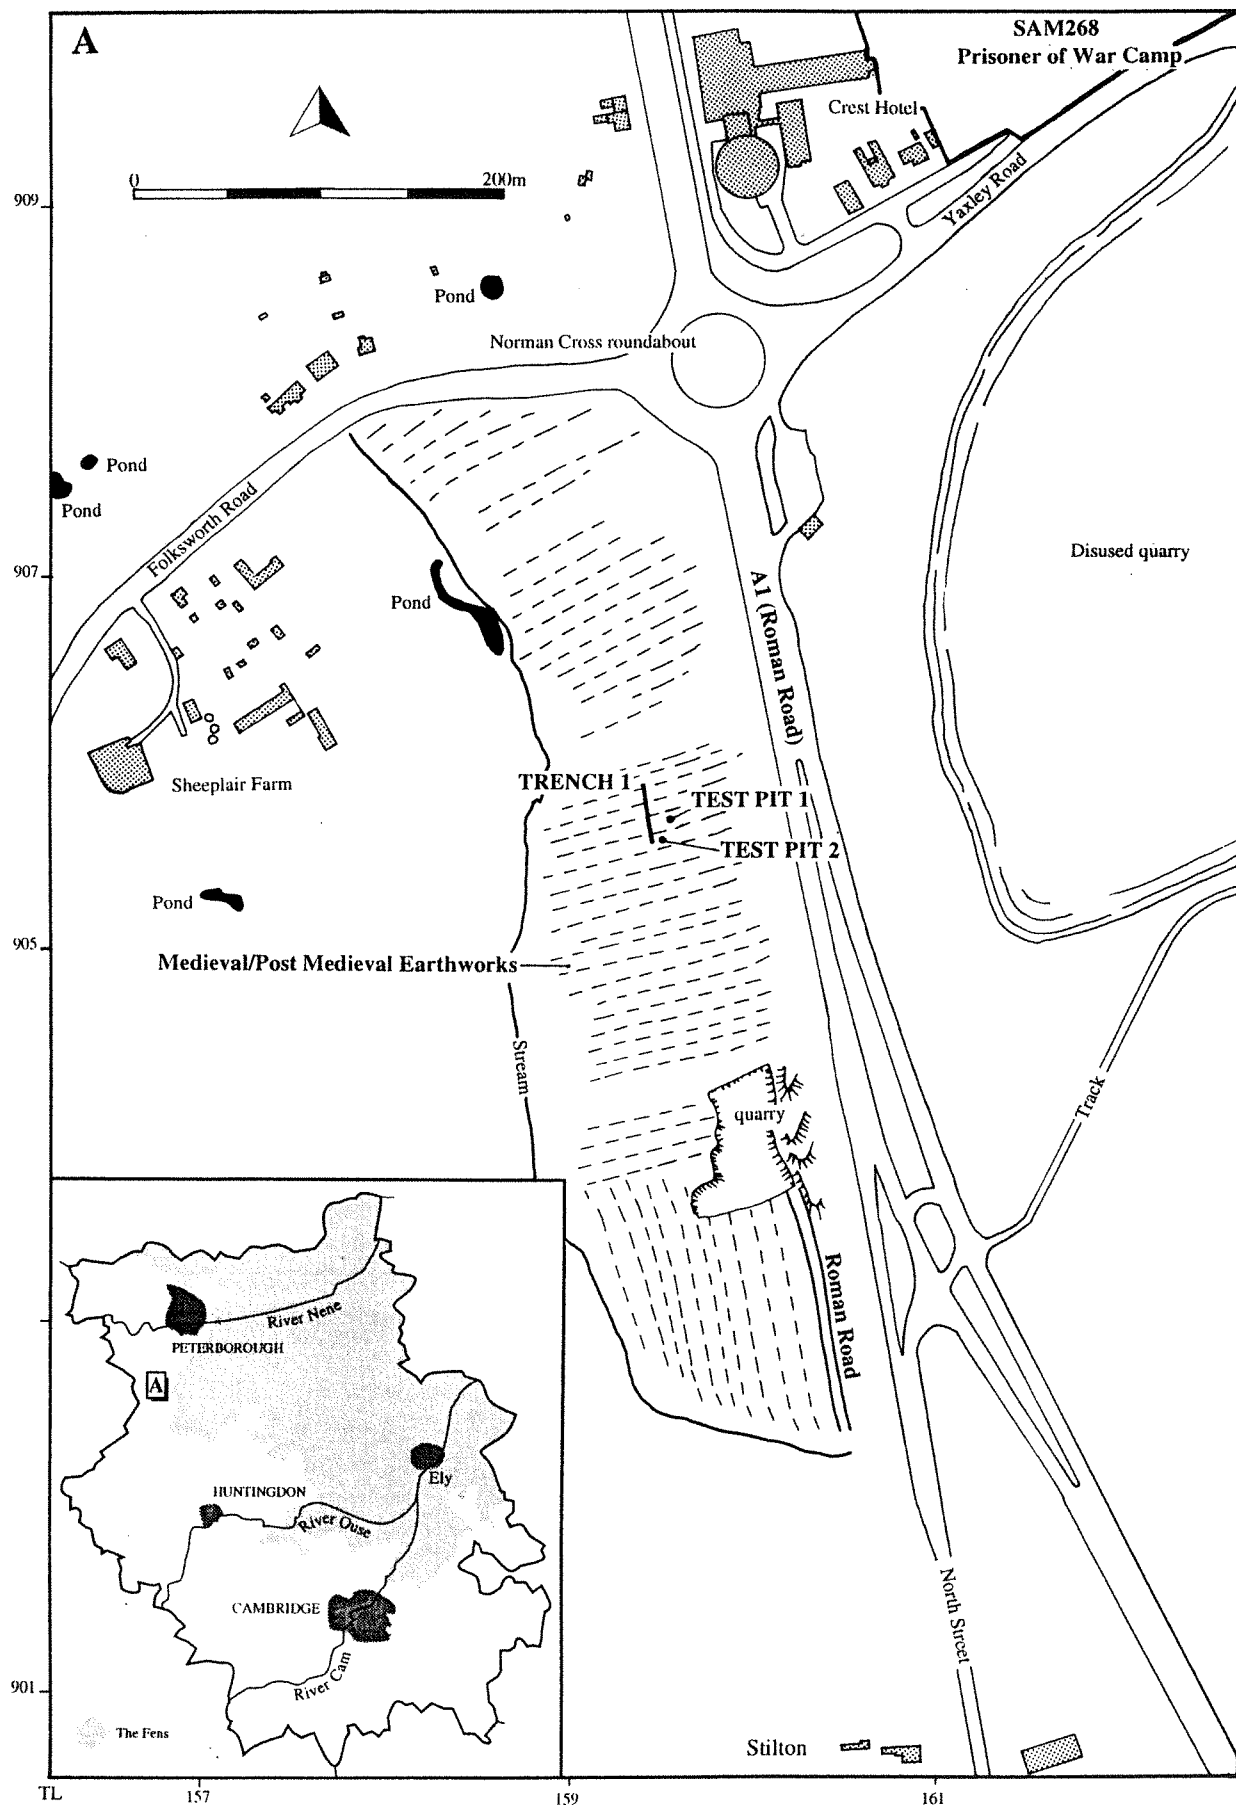 A
SAM268
Prisoner of War Camp
Crest Hotel
0 200m
909
Yaxley Road
Pond
Norman Cross roundabout
Pond
Pond
Folksworth Road
907
Disused quarry
Pond
A1 (Roman Road)
TRENCH 1
Sheeplair Farm
TEST PIT 1
TEST PIT 2
Pond
905
Medieval/Post Medieval Earthworks
Stream
Track
quarry
Roman Road
River Nene
PETERBOROUGH
A
Ely
HUNTINGDON
River Ouse
CAMBRIDGE
River Cam
North Street
901
The Fens
Stilton
TL 157 159 161